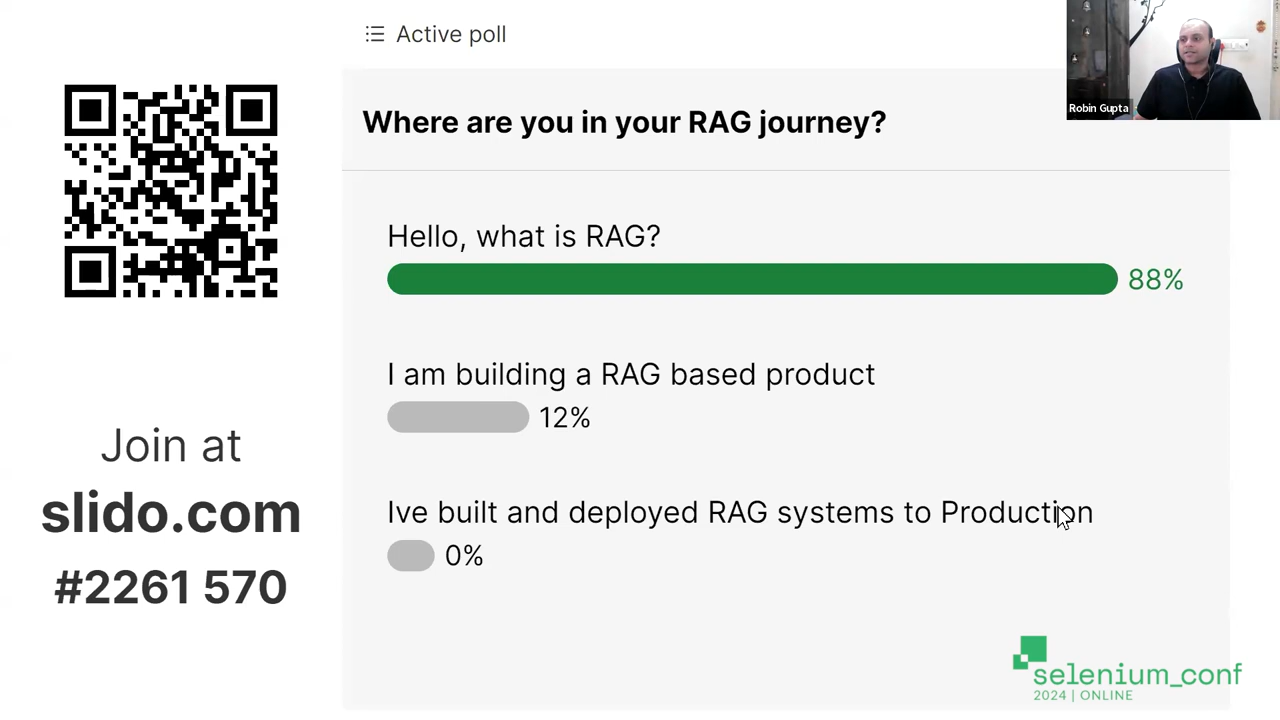 Active poll
Robin Gupta
Where are you in your RAG journey?
Hello, what is RAG?
88%
I am building a RAG based product
12%
Ive built and deployed RAG systems to Production
0%
Join at
slido.com
#2261 570
selenium_conf
2024 | ONLINE